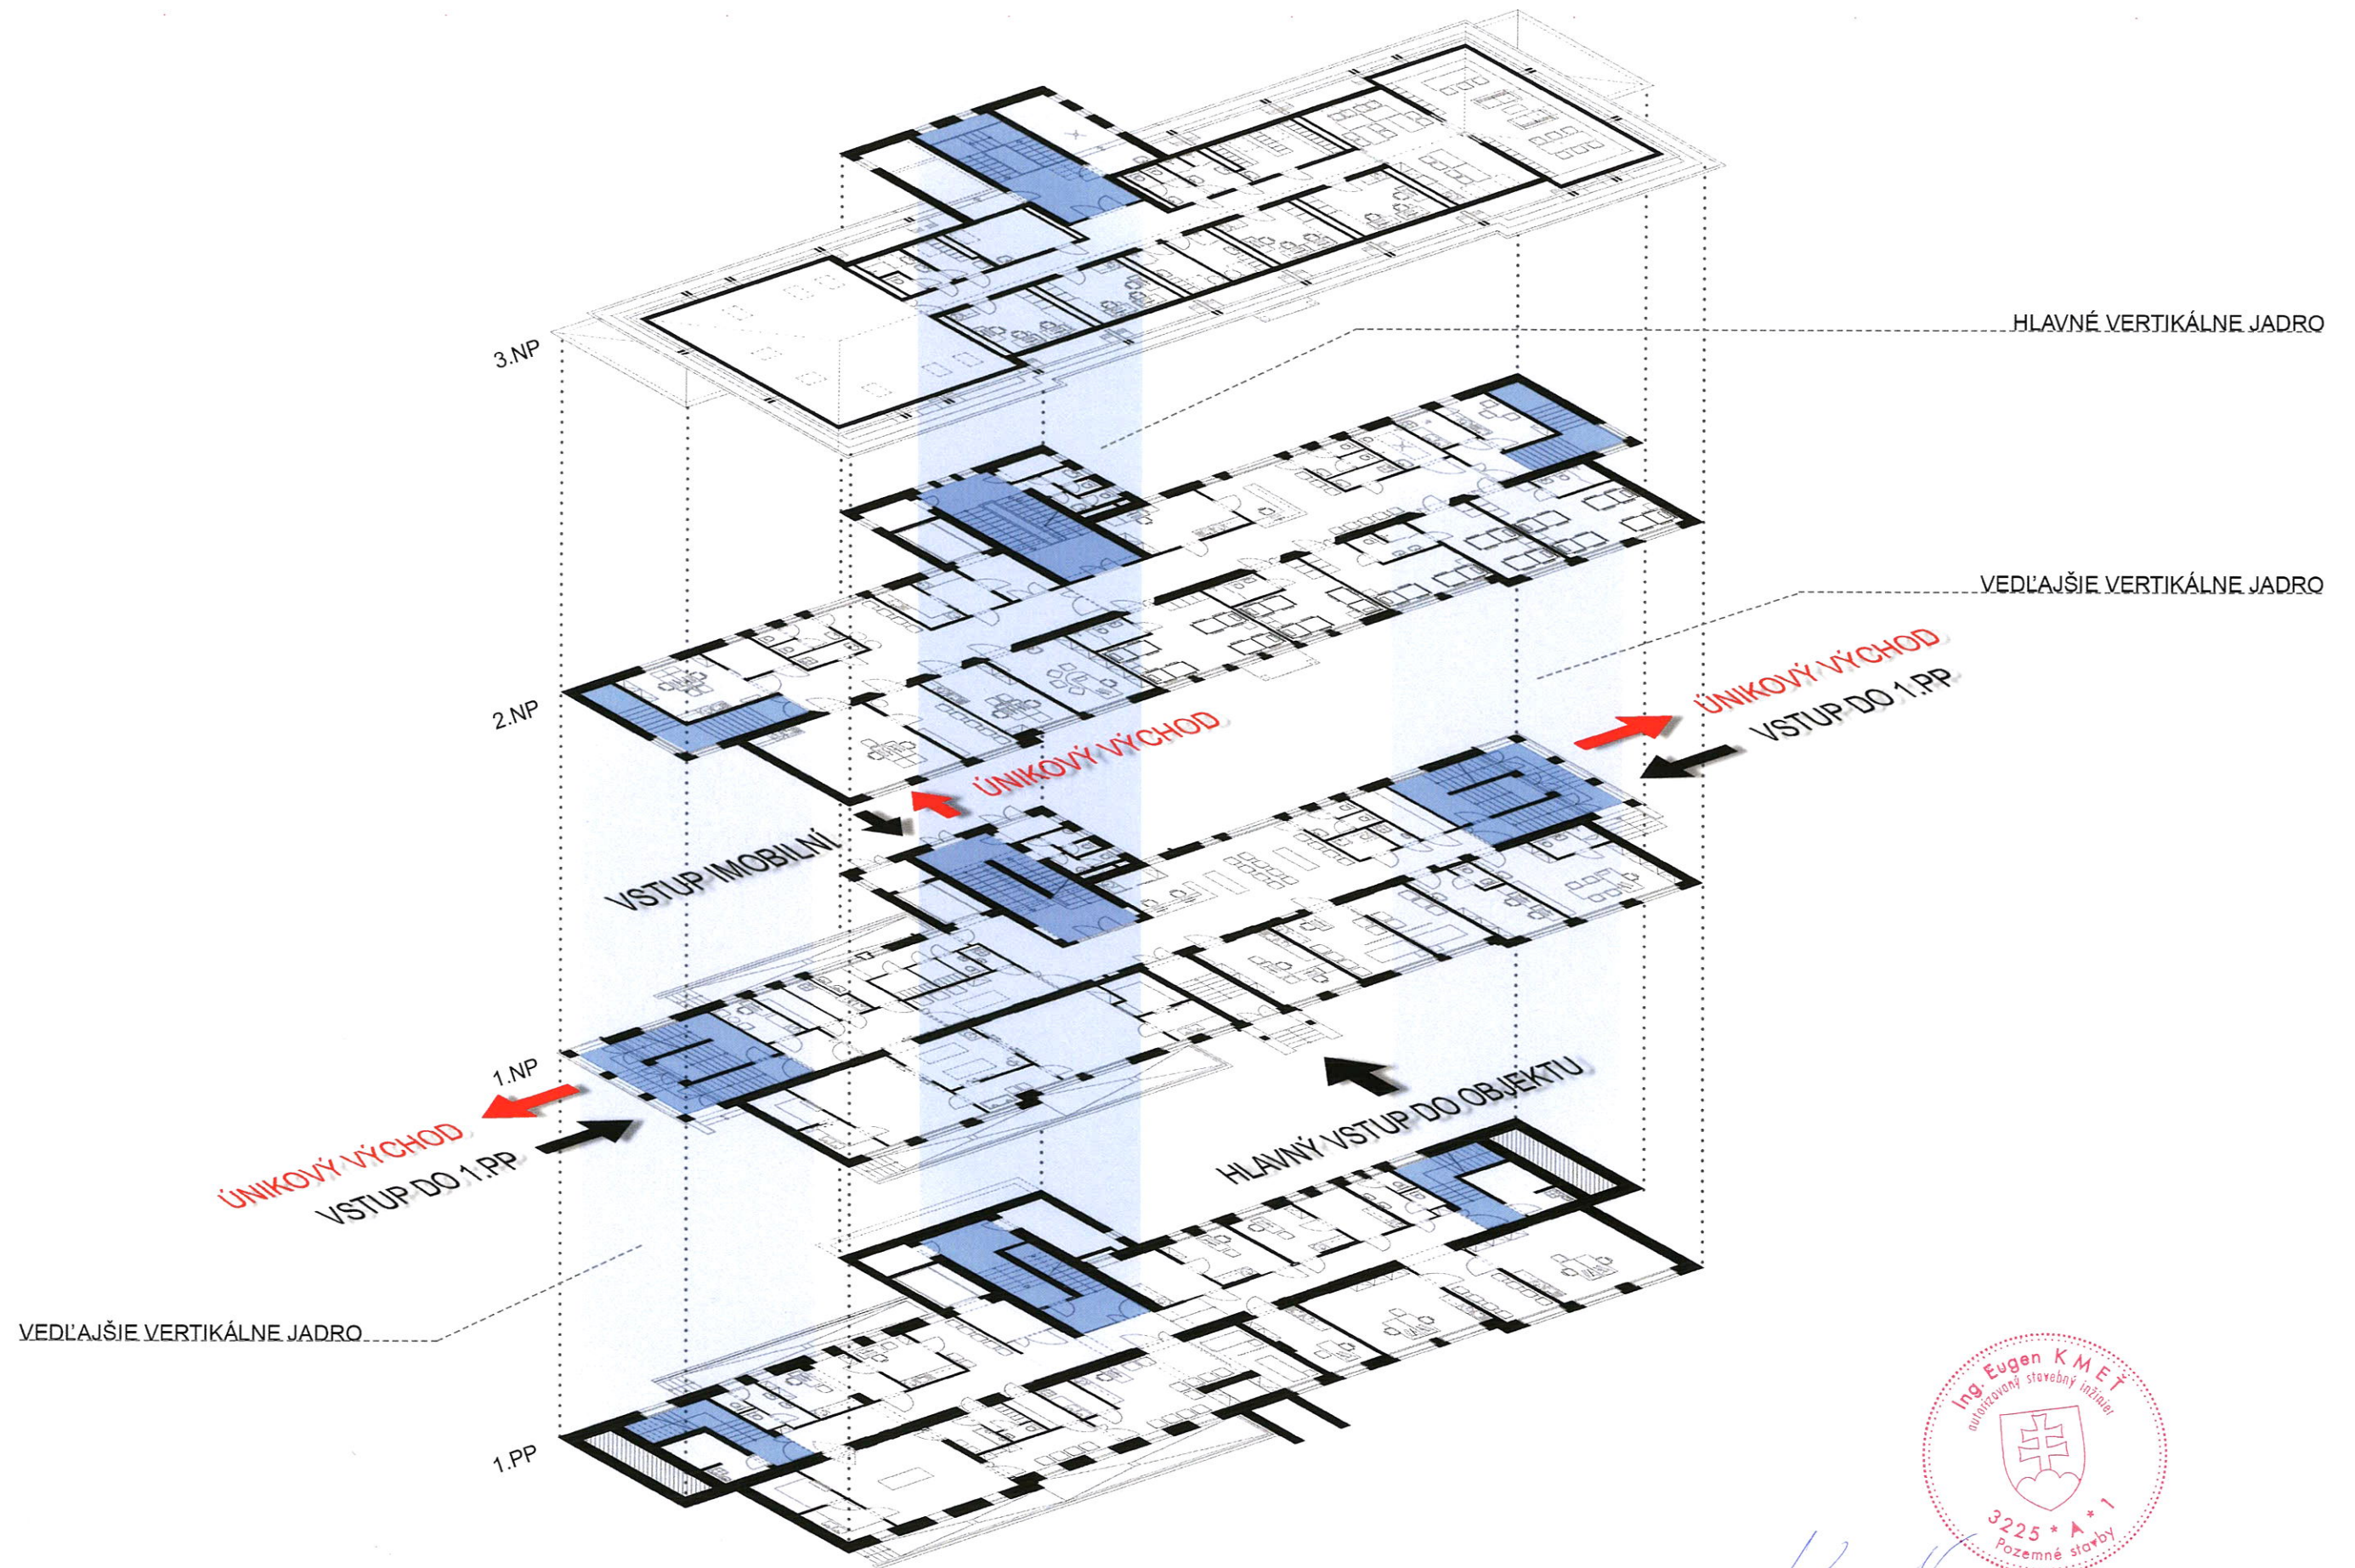 3.NP
HLAVNÉ VERTIKÁLNE JADRO
VEDĽAJŠIE VERTIKÁLNE JADRO
ÚNIKOVÝ VÝCHOD
VSTUP DO 1.PP
2.NP
ÚNIKOVÝ VÝCHOD
VSTUP IMOBILNÍ
1.NP
HLAVNÝ VSTUP DO OBJEKTU
ÚNIKOVÝ VÝCHOD
VSTUP DO 1.PP
VEDĽAJŠIE VERTIKÁLNE JADRO
1.PP
Ing. Eugen KMEŤ
autorizovaný stavebný inžinier
3225 * A * 1
Pozemné stavby